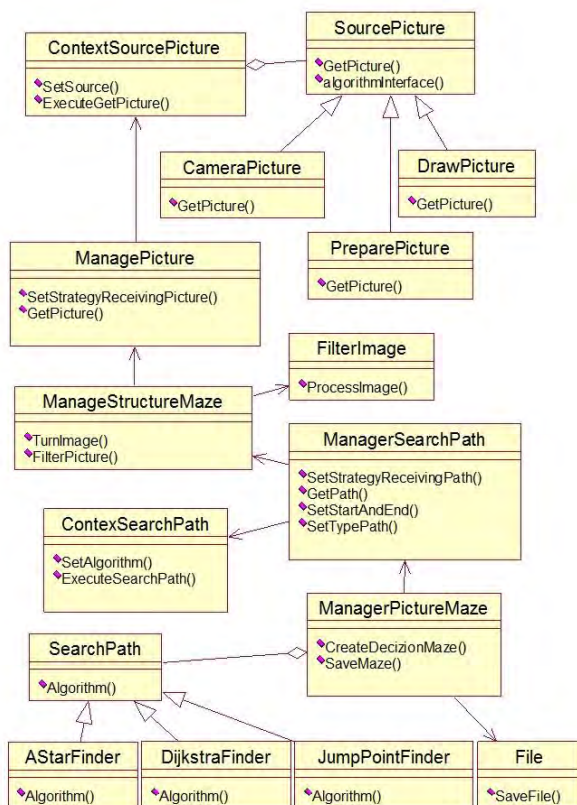 ContextSourcePicture
SetSource()
ExecuteGetPicture()
SourcePicture
GetPicture()
algorithmInterface()
CameraPicture
GetPicture()
DrawPicture
GetPicture()
PreparePicture
GetPicture()
ManagePicture
SetStrategyReceivingPicture()
GetPicture()
FilterImage
ProcessImage()
ManageStructureMaze
TurnImage()
FilterPicture()
ManagerSearchPath
SetStrategyReceivingPath()
GetPath()
SetStartAndEnd()
SetTypePath()
ContexSearchPath
SetAlgorithm()
ExecuteSearchPath()
ManagerPictureMaze
CreateDecizionMaze()
SaveMaze()
SearchPath
Algorithm()
AStarFinder
Algorithm()
DijkstraFinder
Algorithm()
JumpPointFinder
Algorithm()
File
SaveFile()